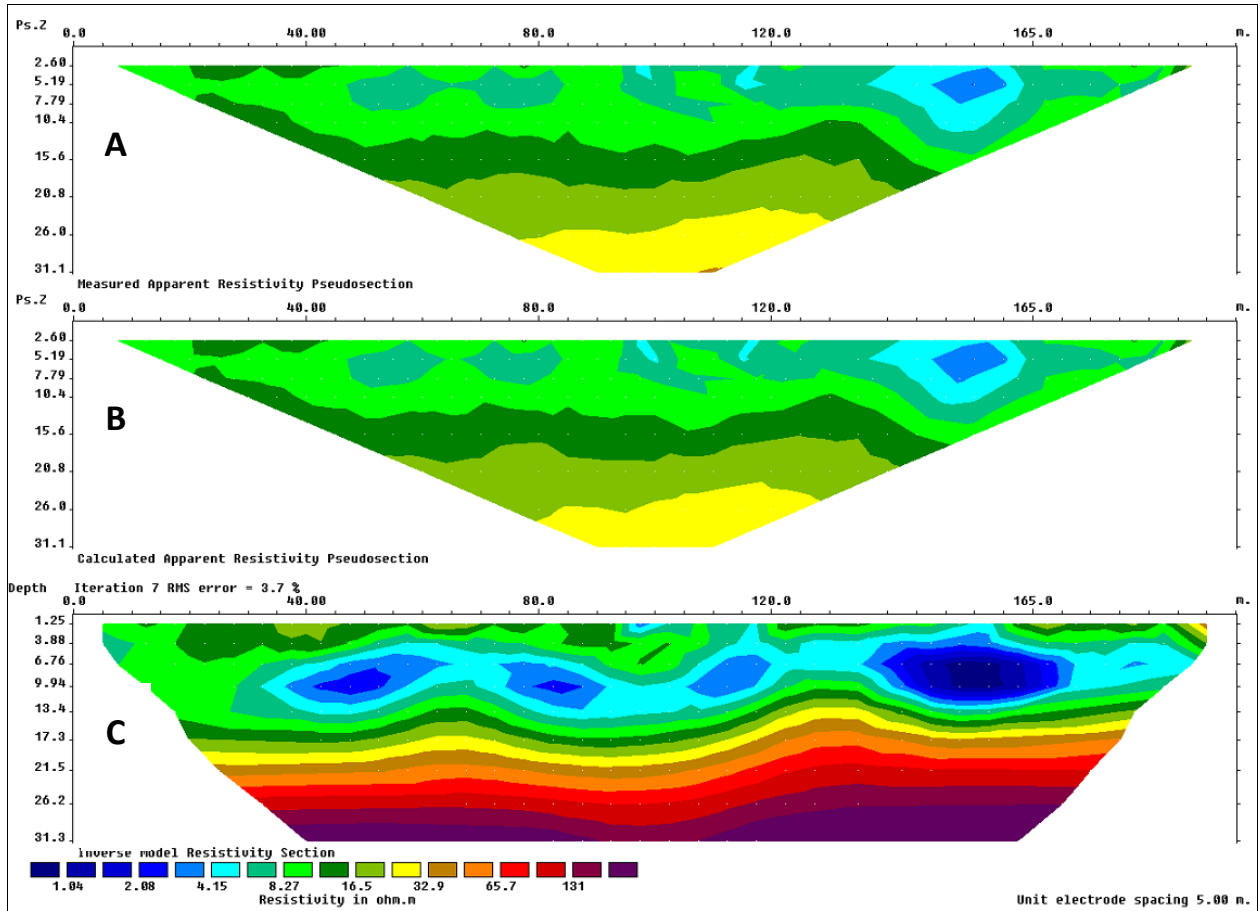 Ps.Z 0.0 40.00 80.0 120.0 165.0 m.
2.60
5.19
7.79
10.4
A
15.6
20.8
26.0
31.1
Measured Apparent Resistivity Pseudosection
Ps.Z 0.0 40.00 80.0 120.0 165.0 m.
2.60
5.19
7.79
10.4
B
15.6
20.8
26.0
31.1
Calculated Apparent Resistivity Pseudosection
Depth Iteration 7 RMS error = 3.7 %
0.0 40.00 80.0 120.0 165.0 m.
1.25
3.88
6.76
9.94
13.4
C
17.3
21.5
26.2
31.3
Inverse model Resistivity Section
1.04 2.08 4.15 8.27 16.5 32.9 65.7 131
Resistivity in ohm.m Unit electrode spacing 5.00 m.